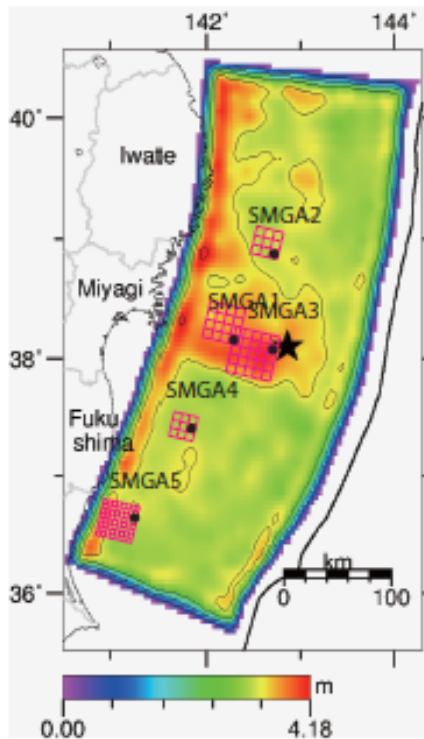 142° 144°
40°
Iwate
SMGA2
Miyagi
SMGA1 SMGA3
38°
SMGA4
Fuku
shima
SMGA5
km
36°
0 100
m
0.00 4.18